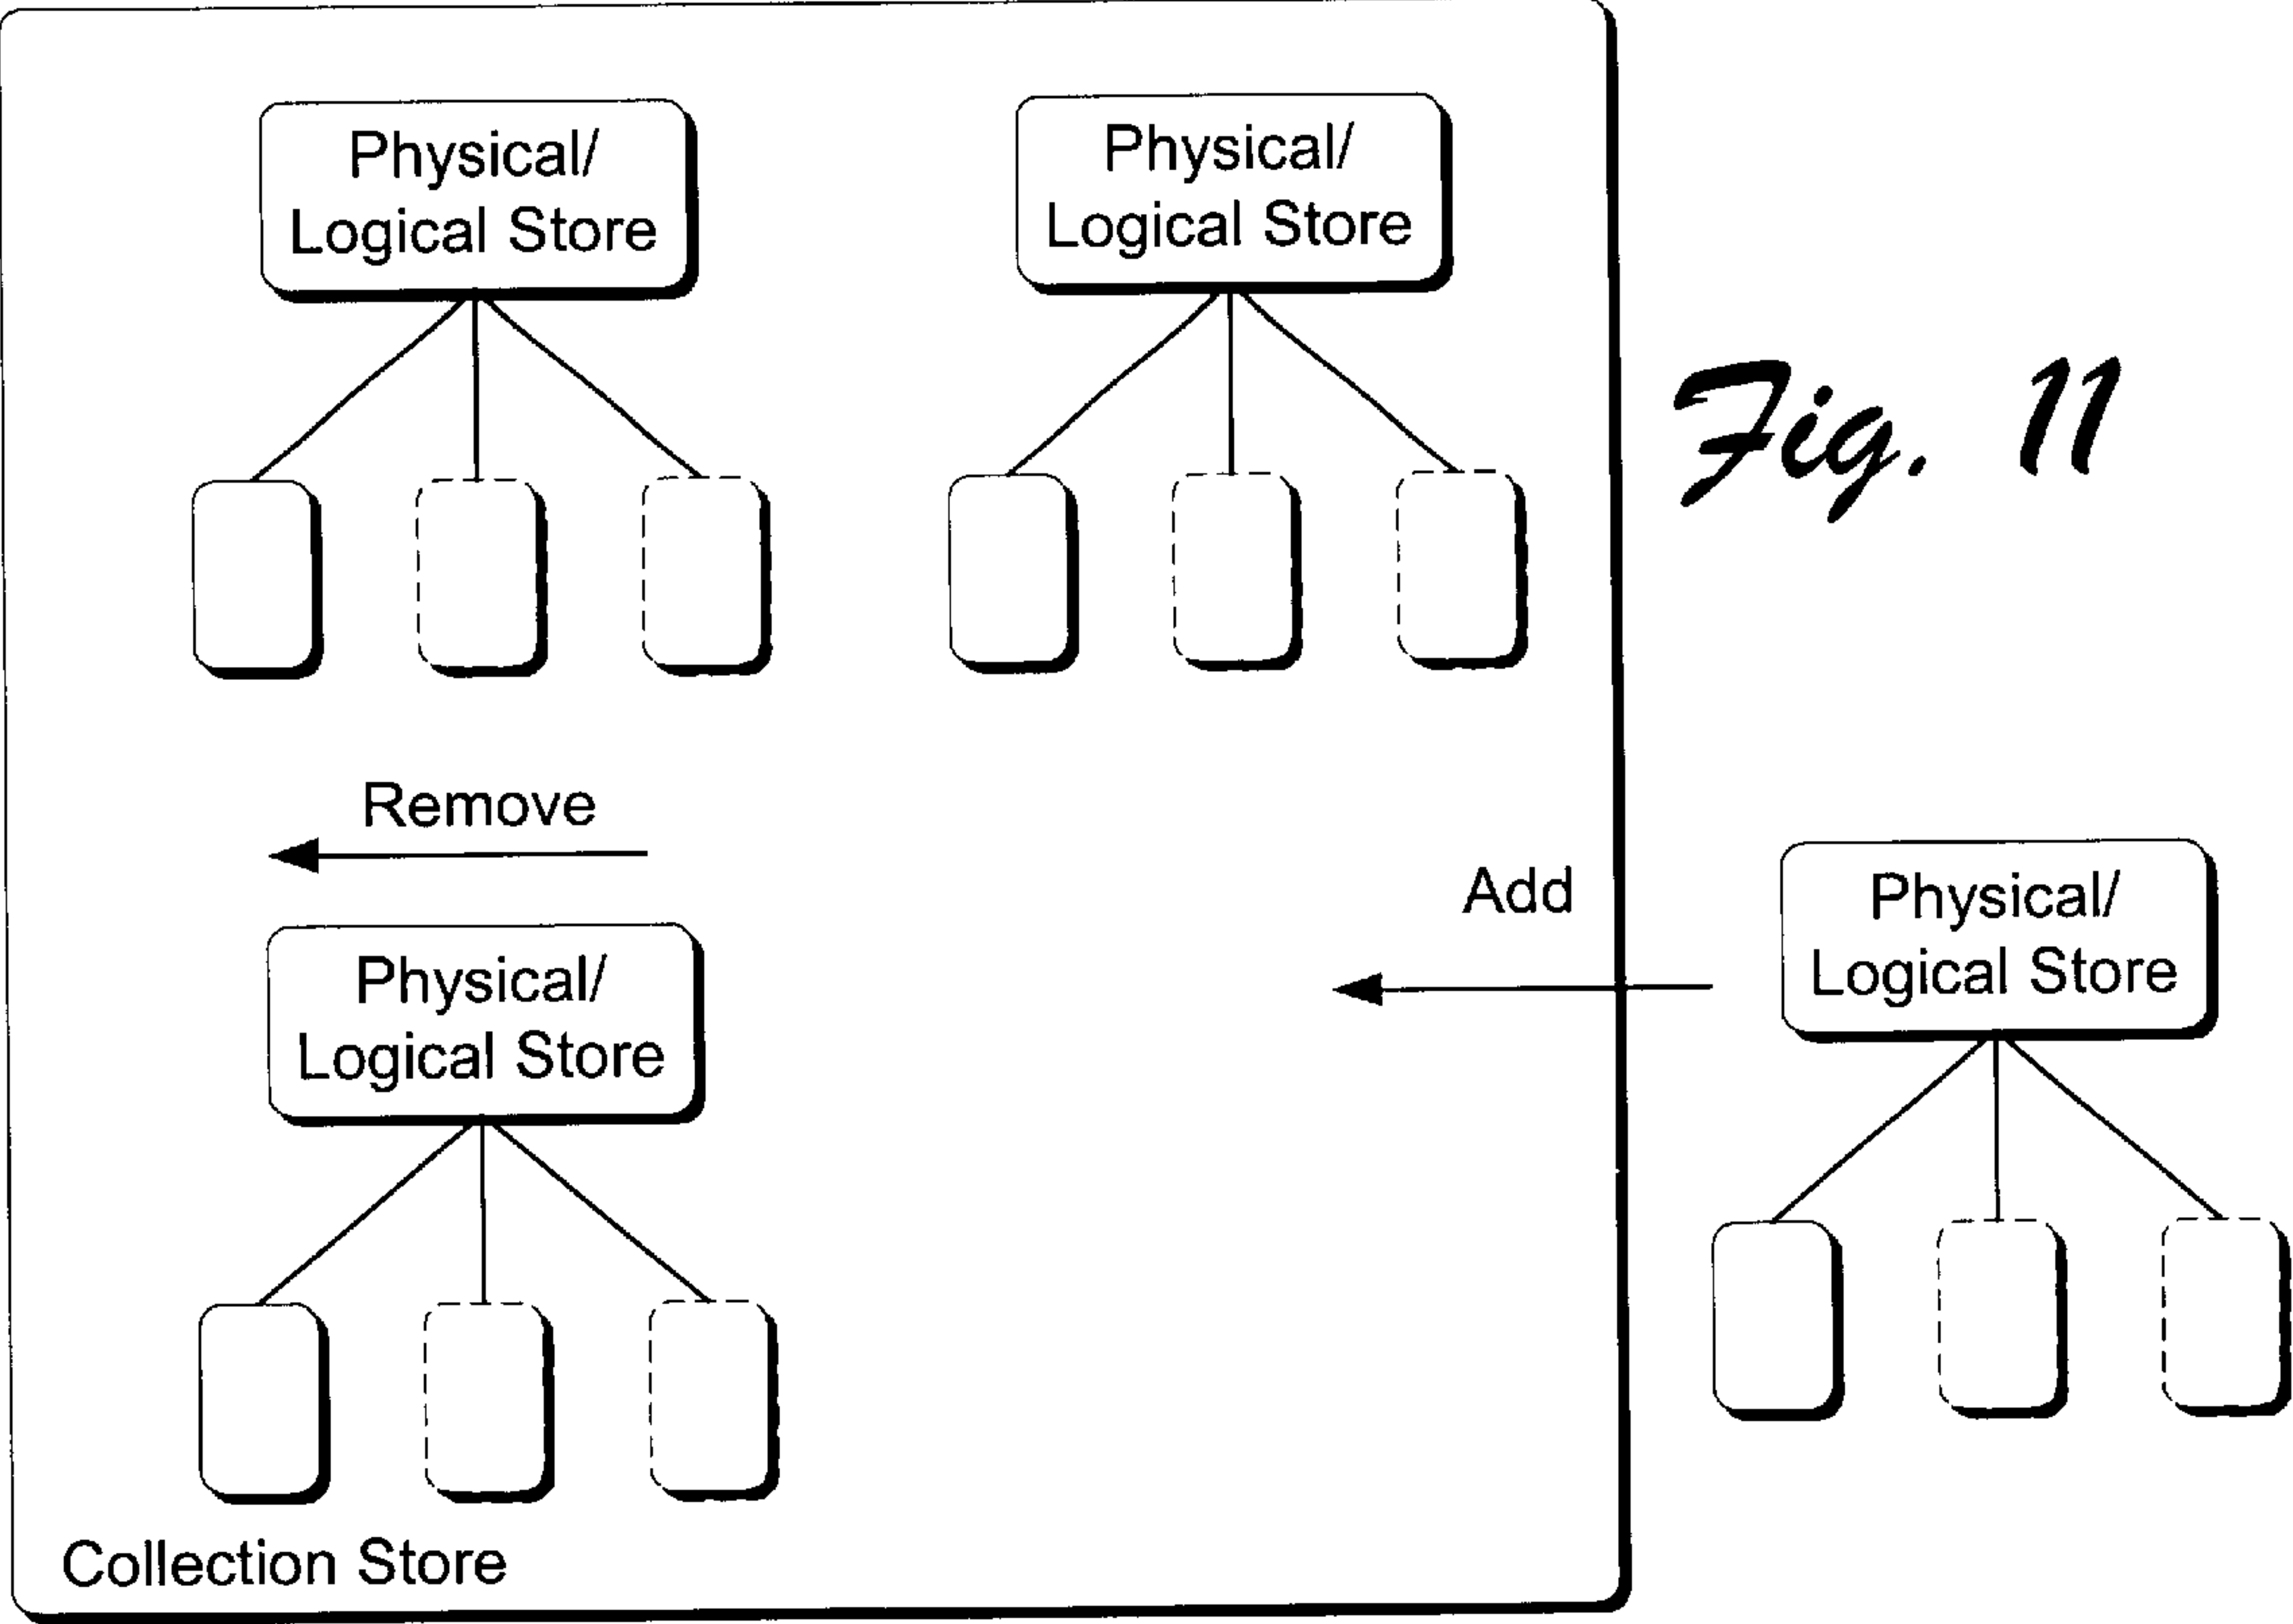 Physical/
Logical Store
Physical/
Logical Store
Fig. 11
Remove
Add
Physical/
Logical Store
Physical/
Logical Store
Collection Store